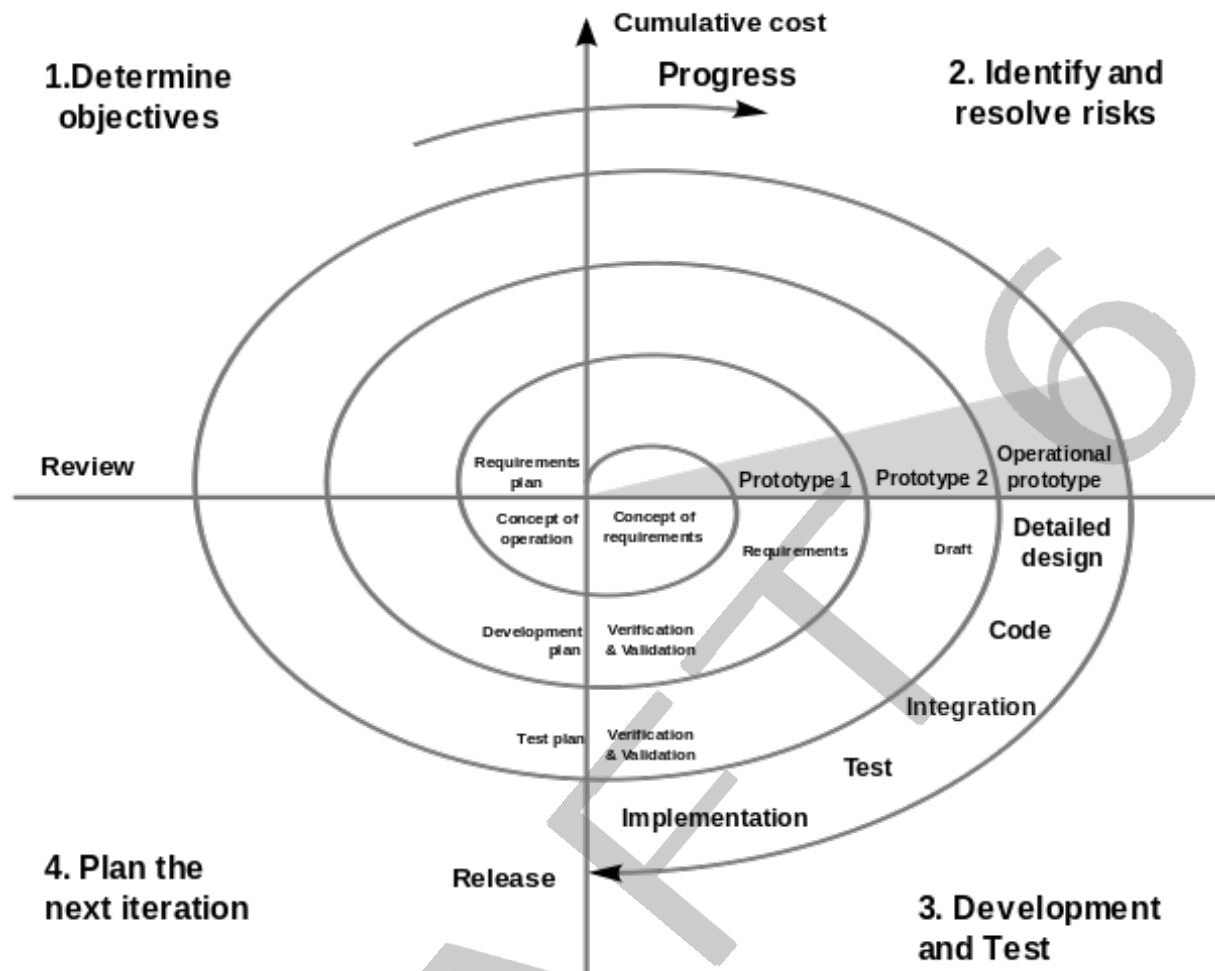 Cumulative cost
Progress
1.Determine
objectives
2. Identify and
resolve risks
Review
Requirements
plan
Concept of
operation
Concept of
requirements
Prototype 1
Prototype 2
Operational
prototype
Requirements
Draft
Detailed
design
Development
plan
Verification
& Validation
Code
Integration
Test plan
Verification
& Validation
Test
Implementation
Release
4. Plan the
next iteration
3. Development
and Test